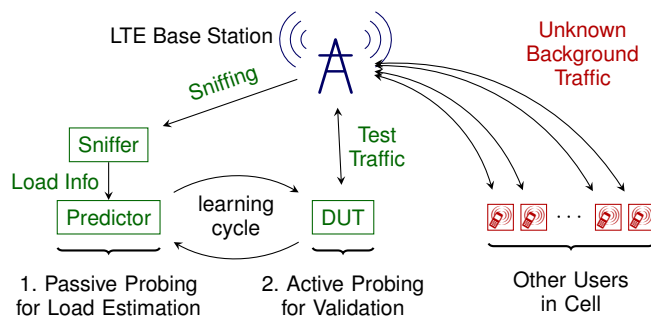 LTE Base Station
Unknown
Background
Traffic
Sniffing
Sniffer
Test
Traffic
Load Info
Predictor
learning
cycle
DUT
. . .
1. Passive Probing
for Load Estimation
2. Active Probing
for Validation
Other Users
in Cell